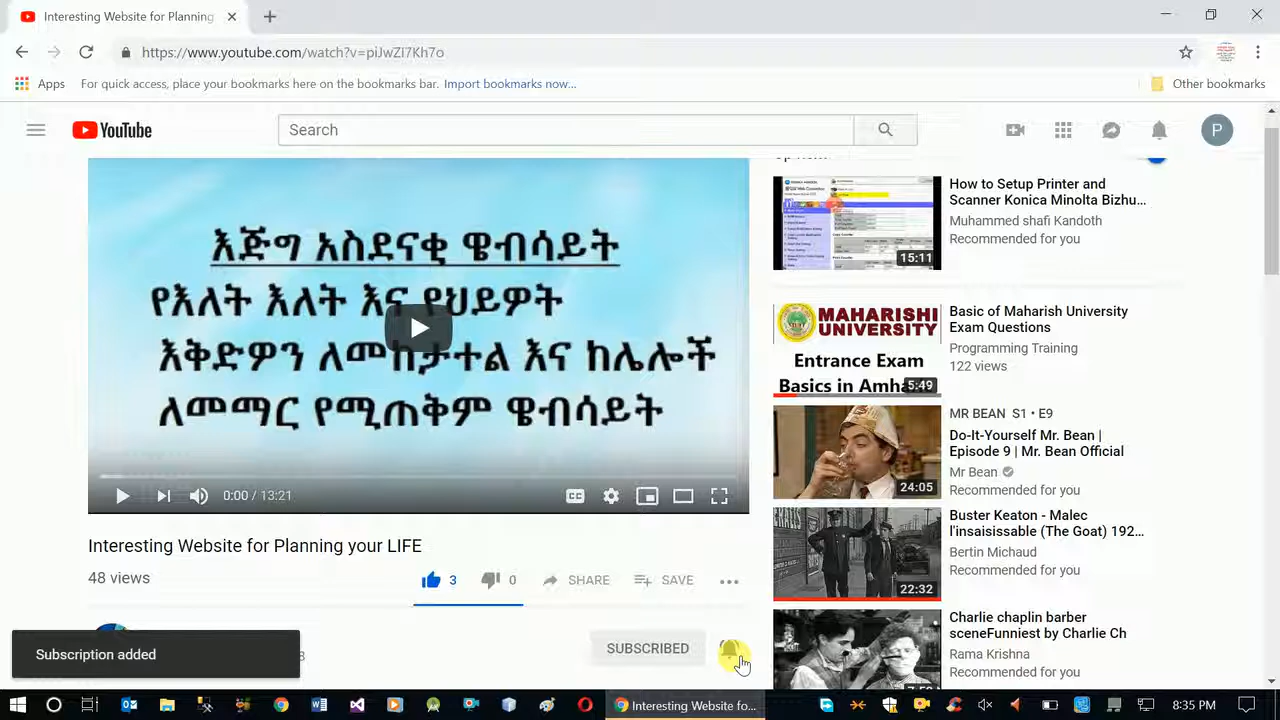 Interesting Website for Planning
https://www.youtube.com/watch?v=piJwZI7Kh7o
Apps For quick access, place your bookmarks here on the bookmarks bar. Import bookmarks now... Other bookmarks
YouTube
Search
P
እጅግ አስደናቂ ዌብሳይት
የእለት እለት እና የህይዎት
እቅድዎን ለመከታተል እና ከሌሎች
ለመማር የሚጠቅም ዌብሳይት
0:00 / 13:21
Interesting Website for Planning your LIFE
48 views
3 0 SHARE SAVE
SUBSCRIBED
Subscription added
15:11
How to Setup Printer and
Scanner Konica Minolta Bizhu...
Muhammed shafi Kandoth
Recommended for you
MAHARISHI
UNIVERSITY
Entrance Exam
Basics in Amha
5:49
Basic of Maharish University
Exam Questions
Programming Training
122 views
24:05
MR BEAN S1 • E9
Do-It-Yourself Mr. Bean |
Episode 9 | Mr. Bean Official
Mr Bean
Recommended for you
22:32
Buster Keaton - Malec
l'insaisissable (The Goat) 192...
Bertin Michaud
Recommended for you
Charlie chaplin barber
sceneFunniest by Charlie Ch
Rama Krishna
Recommended for you
Interesting Website fo...
8:35 PM